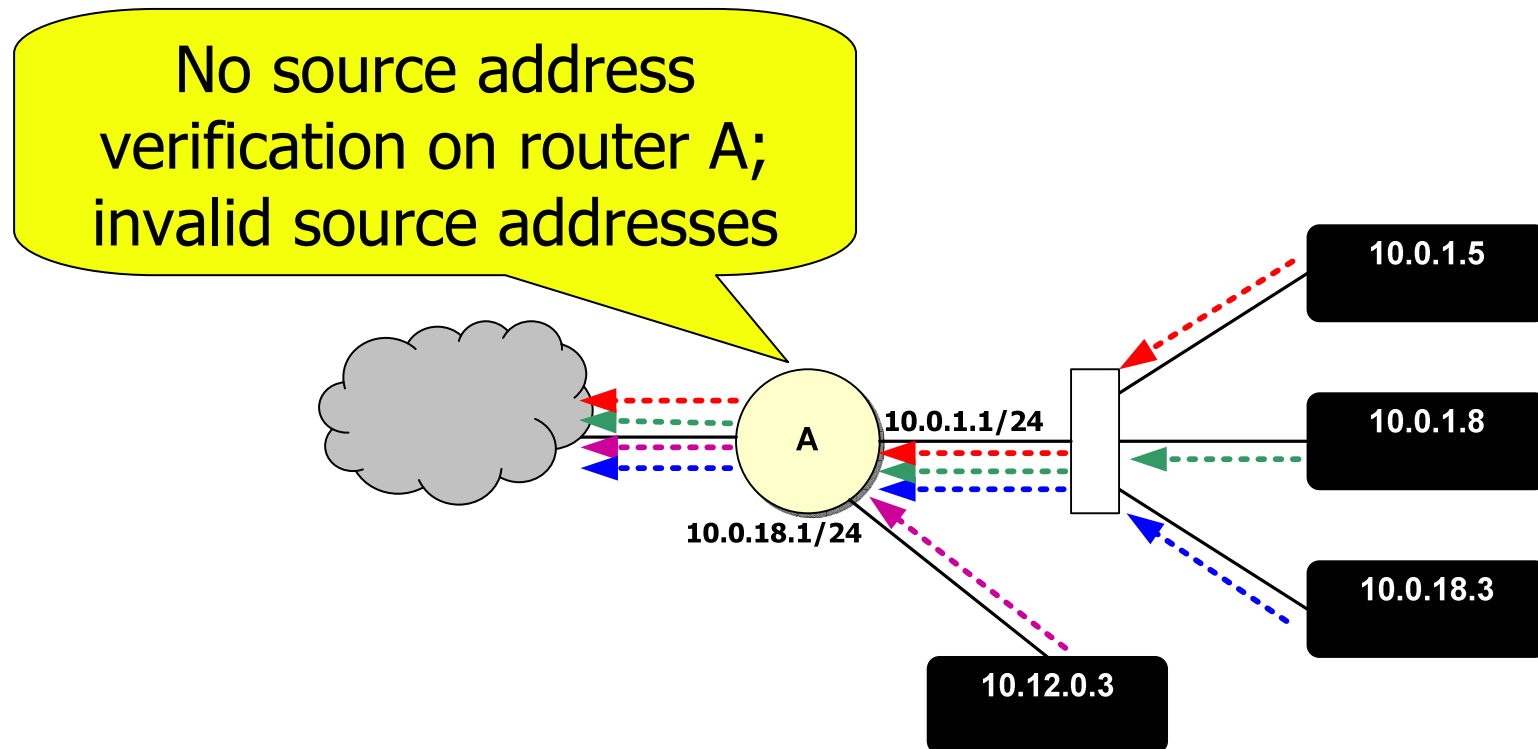 No source address
verification on router A;
invalid source addresses
10.0.1.5
10.0.1.1/24
10.0.1.8
A
10.0.18.1/24
10.0.18.3
10.12.0.3